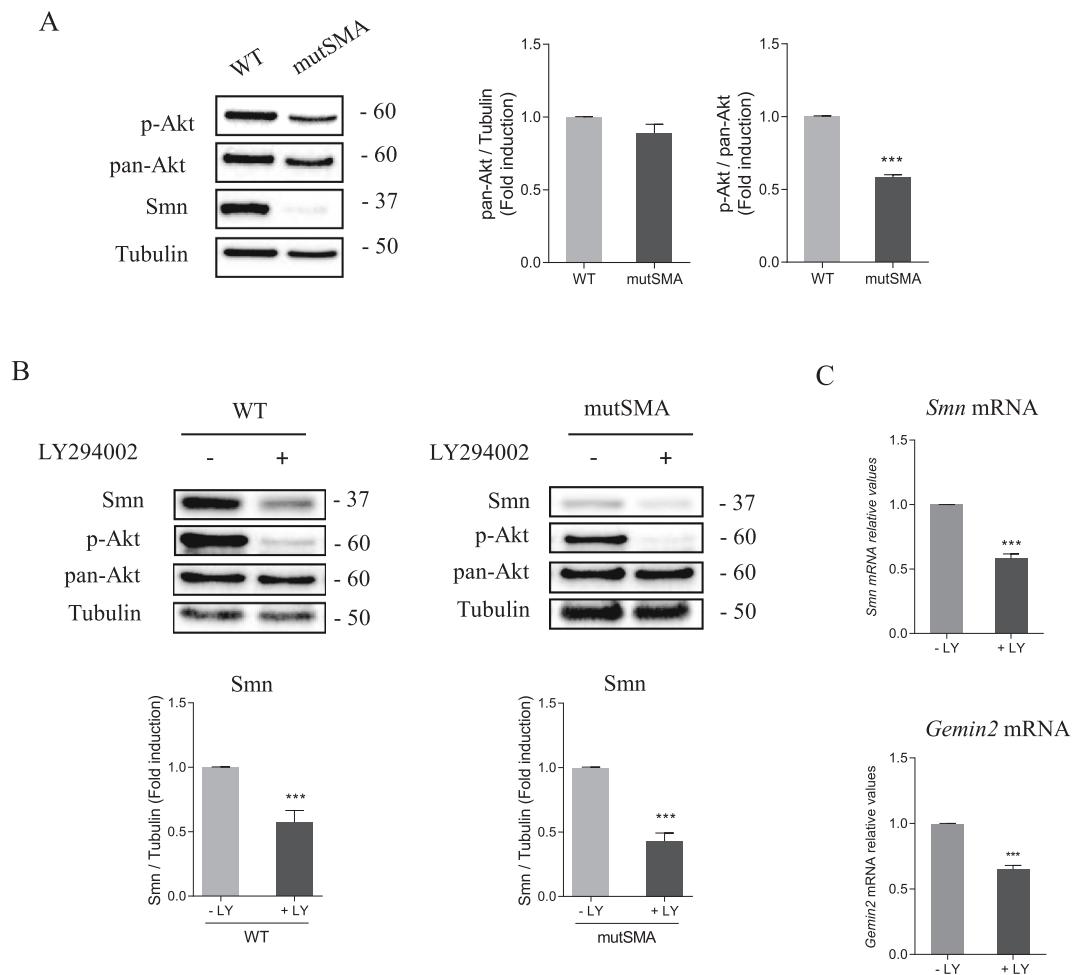 A
WT
mutSMA
p-Akt
- 60
pan-Akt
- 60
Smn
- 37
Tubulin
- 50
pan-Akt / Tubulin
(Fold induction)
1.5
1.0
0.5
0.0
WT
mutSMA
p-Akt / pan-Akt
(Fold induction)
1.5
1.0
0.5
0.0
***
WT
mutSMA
B
WT
LY294002
-
+
Smn
- 37
p-Akt
- 60
pan-Akt
- 60
Tubulin
- 50
mutSMA
LY294002
-
+
Smn
- 37
p-Akt
- 60
pan-Akt
- 60
Tubulin
- 50
Smn
Smn / Tubulin (Fold induction)
1.5
1.0
0.5
0.0
***
- LY
+ LY
WT
Smn
Smn / Tubulin (Fold induction)
1.5
1.0
0.5
0.0
***
- LY
+ LY
mutSMA
C
Smn mRNA
Smn mRNA relative values
1.5
1.0
0.5
0.0
***
- LY
+ LY
Gemin2 mRNA
Gemin2 mRNA relative values
1.5
1.0
0.5
0.0
***
- LY
+ LY